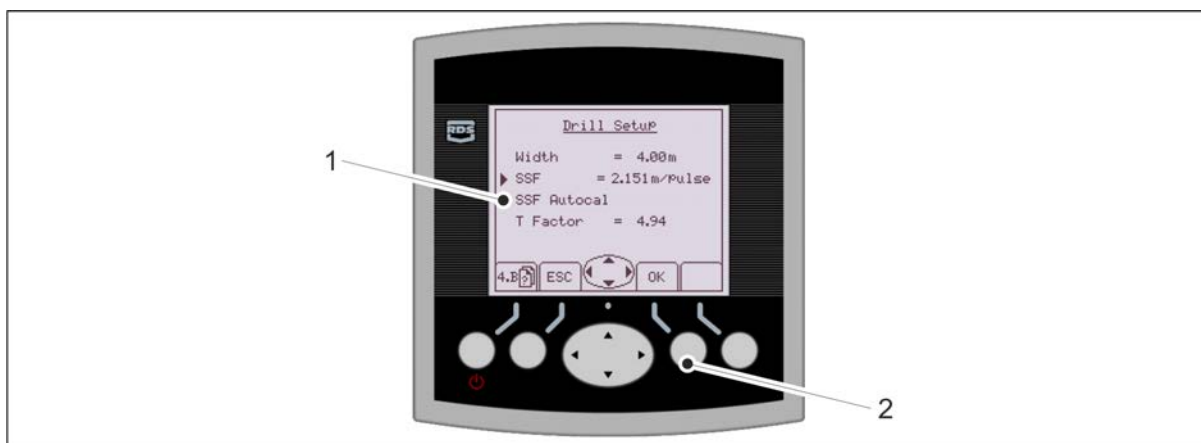 RDS
Drill Setup
Width = 4.00m
SSF = 2.151m/pulse
1
SSF Autocal
T Factor = 4.94
4.B ESC OK
2